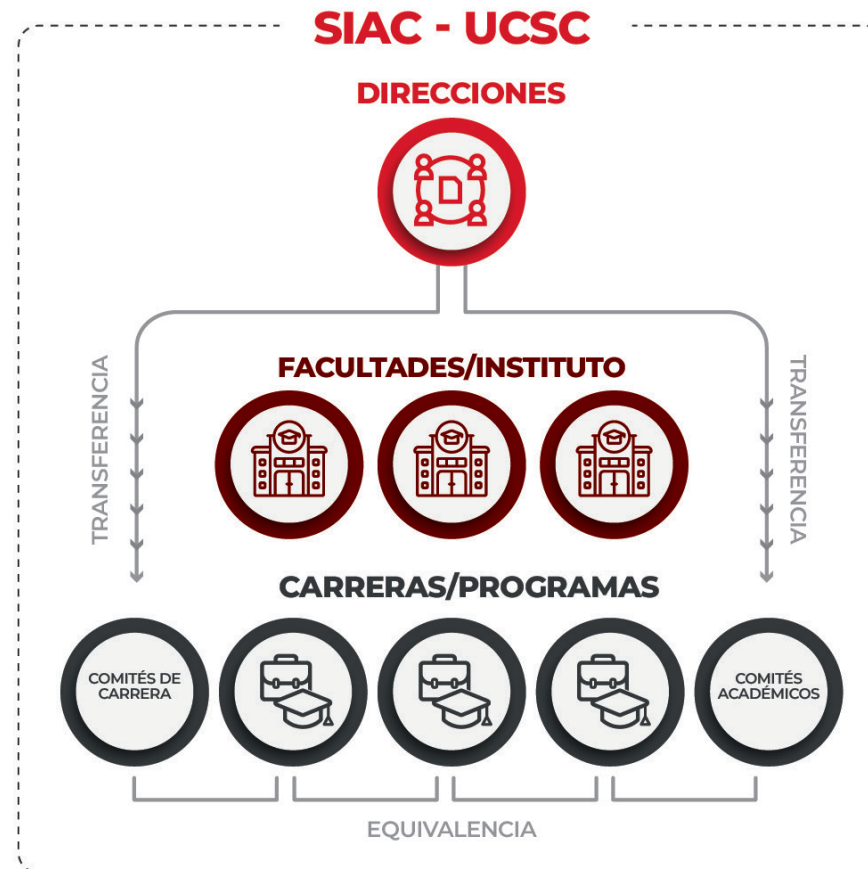 SIAC - UCSC
DIRECCIONES
TRANSFERENCIA
FACULTADES/INSTITUTO
TRANSFERENCIA
CARRERAS/PROGRAMAS
COMITÉS DE
CARRERA
COMITÉS
ACADÉMICOS
EQUIVALENCIA